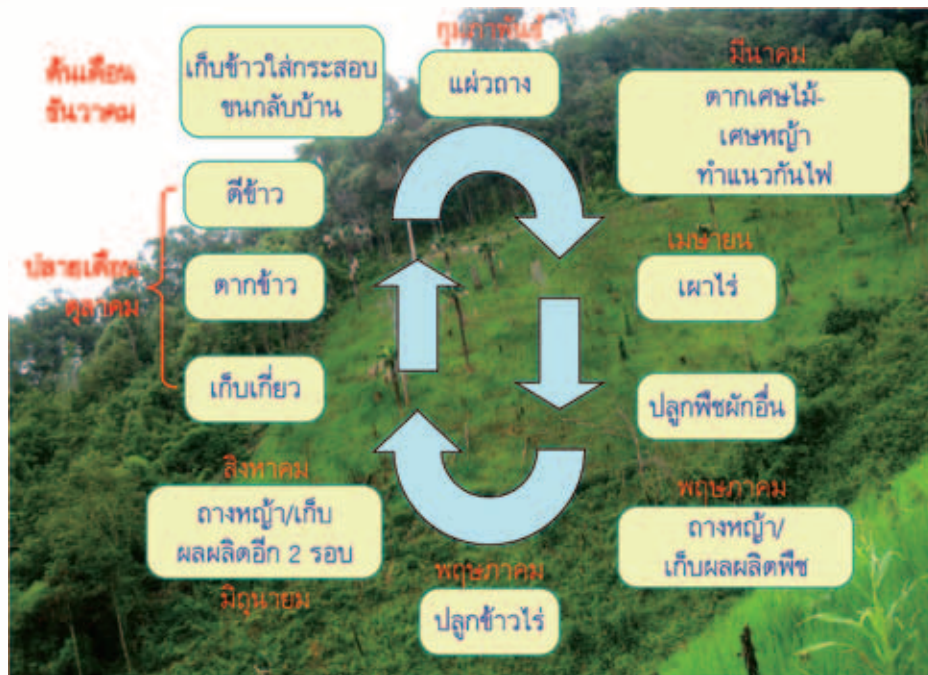 กุมภาพันธ์
แผ่วถาง
มีนาคม
ตากเศษไม้-
เศษหญ้า
ทำแนวกันไฟ
เมษายน
เผาไร่
ปลูกพืชผักอื่น
พฤษภาคม
ถางหญ้า/
เก็บผลผลิตพืช
พฤษภาคม
ปลูกข้าวไร่
สิงหาคม
ถางหญ้า/เก็บ
ผลผลิตอีก 2 รอบ
มิถุนายม
ปลายเดือน
ตุลาคม
เก็บเกี่ยว
ตากข้าว
ตีข้าว
ต้นเดือน
ธันวาคม
เก็บข้าวใส่กระสอบ
ขนกลับบ้าน